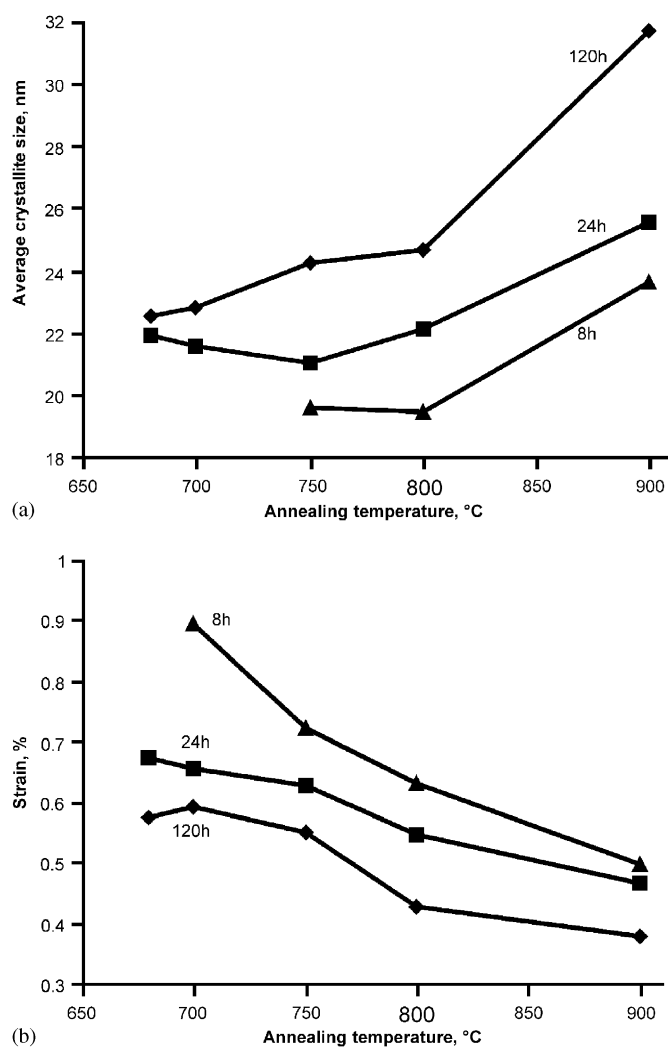 32
30
28
26
24
22
20
18
Average crystallite size, nm
120h
24h
8h
650 700 750 800 850 900
(a)
Annealing temperature, °C
1
0.9
0.8
0.7
0.6
0.5
0.4
0.3
Strain, %
8h
24h
120h
650 700 750 800 850 900
(b)
Annealing temperature, °C